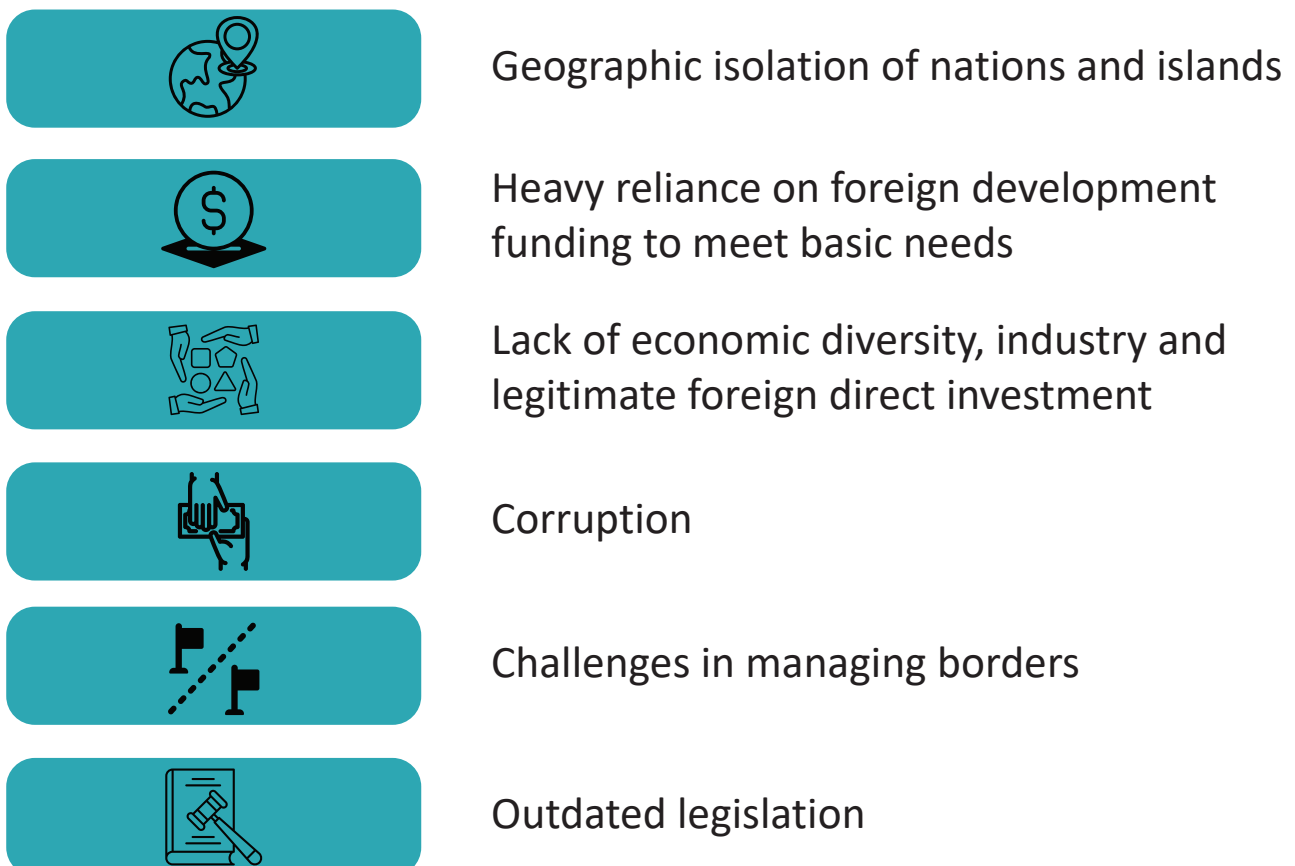 Geographic isolation of nations and islands
Heavy reliance on foreign development
funding to meet basic needs
Lack of economic diversity, industry and
legitimate foreign direct investment
Corruption
Challenges in managing borders
Outdated legislation